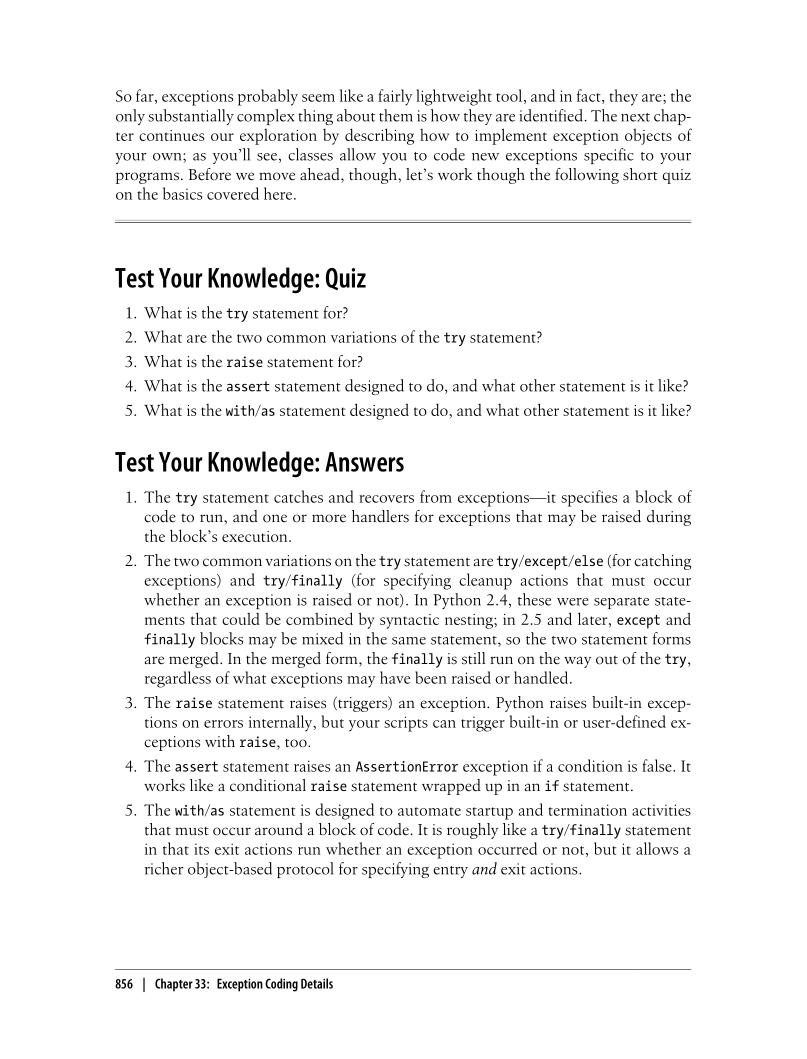 So far, exceptions probably seem like a fairly lightweight tool, and in fact, they are; the
only substantially complex thing about them is how they are identified. The next chap-
ter continues our exploration by describing how to implement exception objects of
your own; as you’ll see, classes allow you to code new exceptions specific to your
programs. Before we move ahead, though, let’s work though the following short quiz
on the basics covered here.
Test Your Knowledge: Quiz
1. What is the try statement for?
2. What are the two common variations of the try statement?
3. What is the raise statement for?
4. What is the assert statement designed to do, and what other statement is it like?
5. What is the with/as statement designed to do, and what other statement is it like?
Test Your Knowledge: Answers
1. The try statement catches and recovers from exceptions—it specifies a block of
code to run, and one or more handlers for exceptions that may be raised during
the block’s execution.
2. The two common variations on the try statement are try/except/else (for catching
exceptions) and try/finally (for specifying cleanup actions that must occur
whether an exception is raised or not). In Python 2.4, these were separate state-
ments that could be combined by syntactic nesting; in 2.5 and later, except and
finally blocks may be mixed in the same statement, so the two statement forms
are merged. In the merged form, the finally is still run on the way out of the try,
regardless of what exceptions may have been raised or handled.
3. The raise statement raises (triggers) an exception. Python raises built-in excep-
tions on errors internally, but your scripts can trigger built-in or user-defined ex-
ceptions with raise, too.
4. The assert statement raises an AssertionError exception if a condition is false. It
works like a conditional raise statement wrapped up in an if statement.
5. The with/as statement is designed to automate startup and termination activities
that must occur around a block of code. It is roughly like a try/finally statement
in that its exit actions run whether an exception occurred or not, but it allows a
richer object-based protocol for specifying entry and exit actions.
856 | Chapter 33: Exception Coding Details